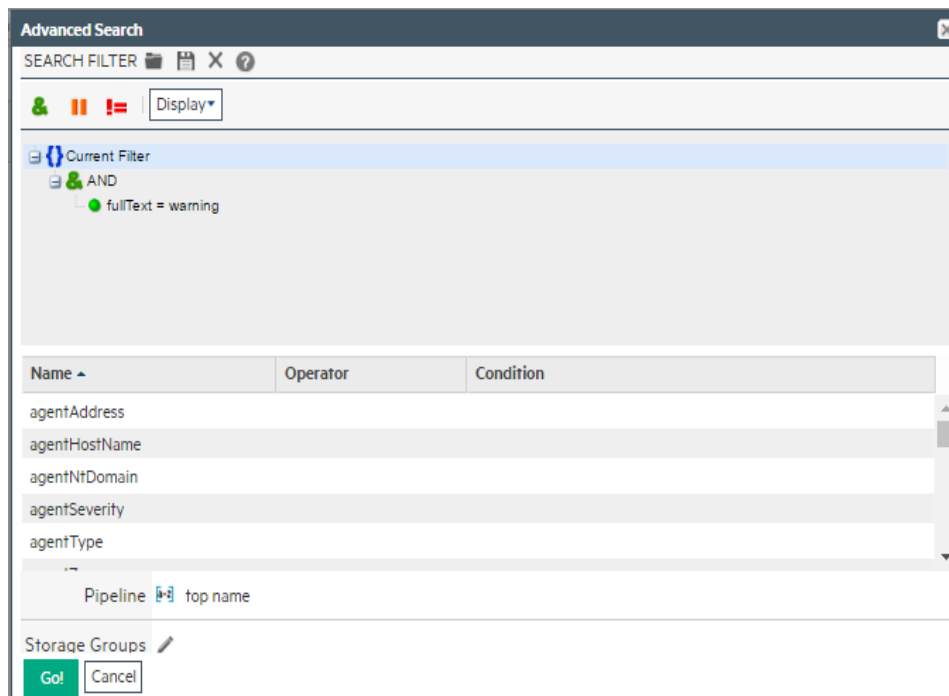 Advanced Search
SEARCH FILTER
Display
Current Filter
AND
fullText = warning
Name Operator Condition
agentAddress
agentHostName
agentNtDomain
agentSeverity
agentType
Pipeline top name
Storage Groups
Go! Cancel